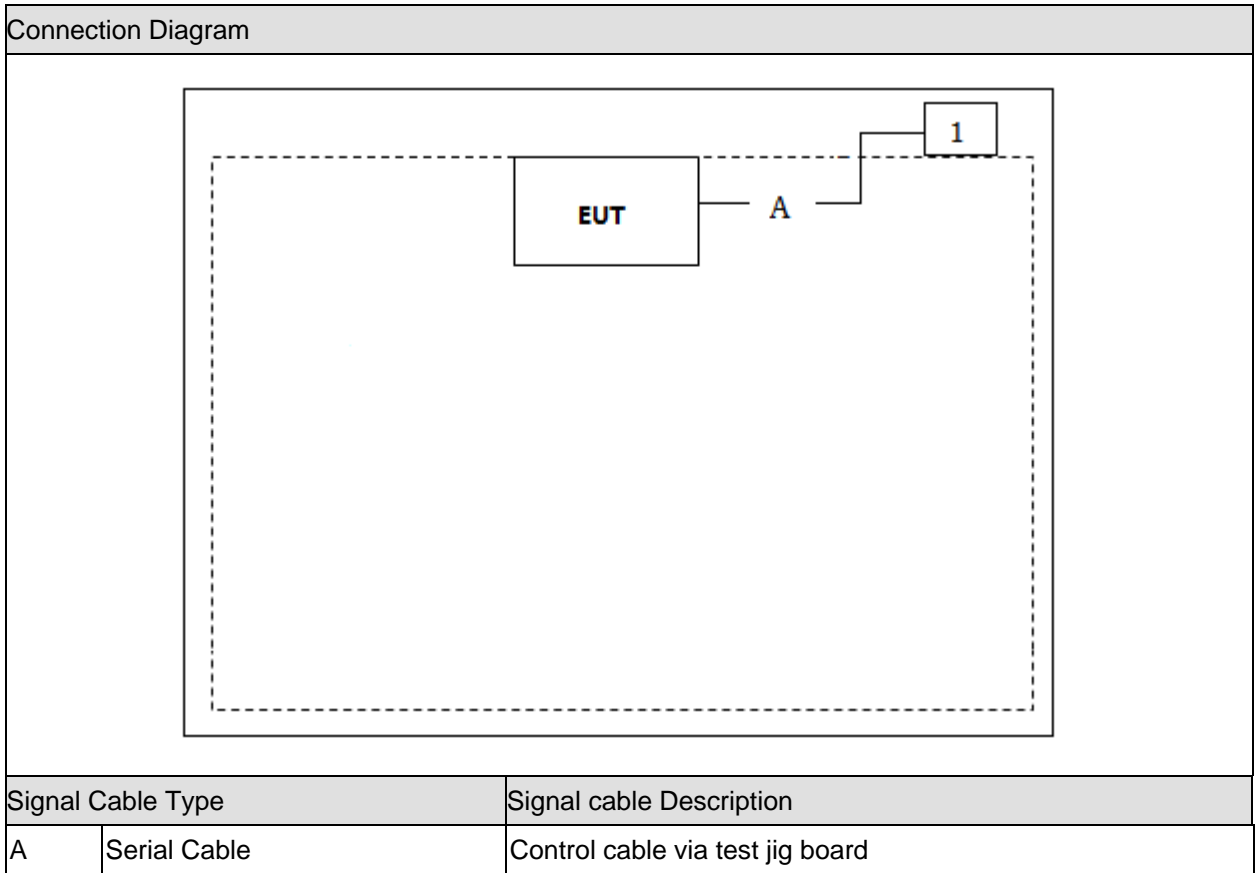 Connection Diagram
1
EUT
A
Signal Cable Type Signal cable Description
A Serial Cable Control cable via test jig board